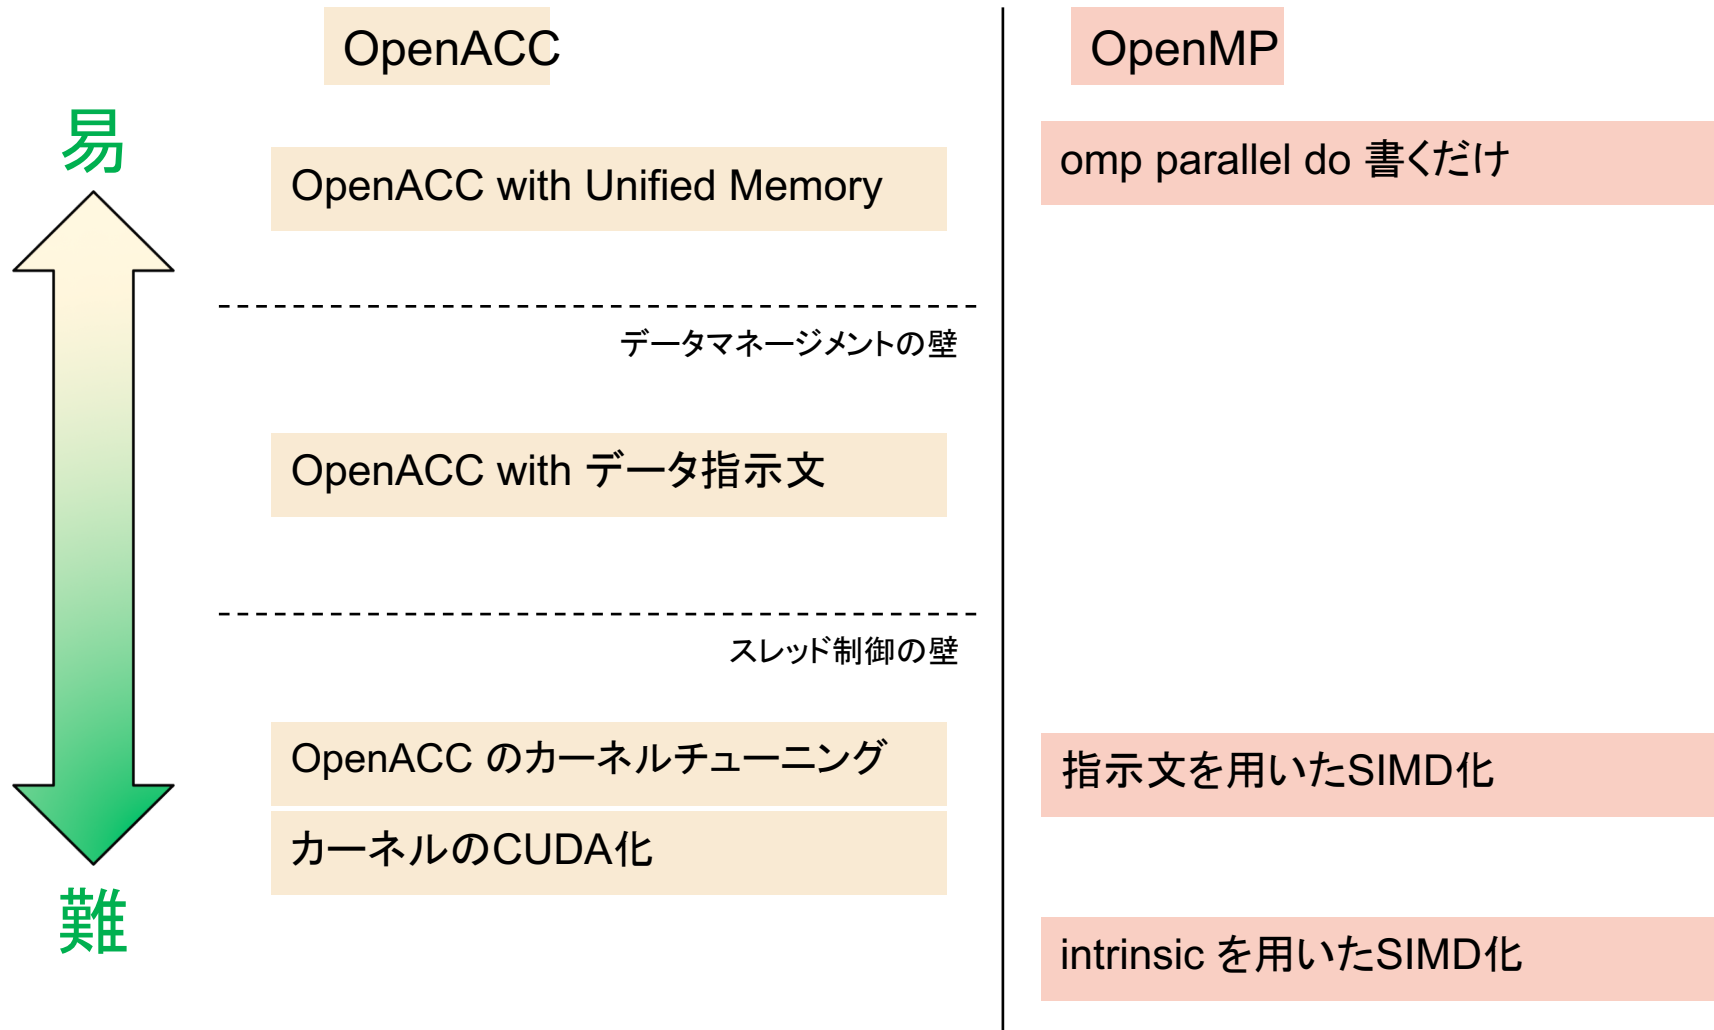 OpenACC
易
OpenACC with Unified Memory
データマネージメントの壁
OpenACC with データ指示文
スレッド制御の壁
OpenACC のカーネルチューニング
カーネルのCUDA化
難
OpenMP
omp parallel do 書くだけ
指示文を用いたSIMD化
intrinsic を用いたSIMD化